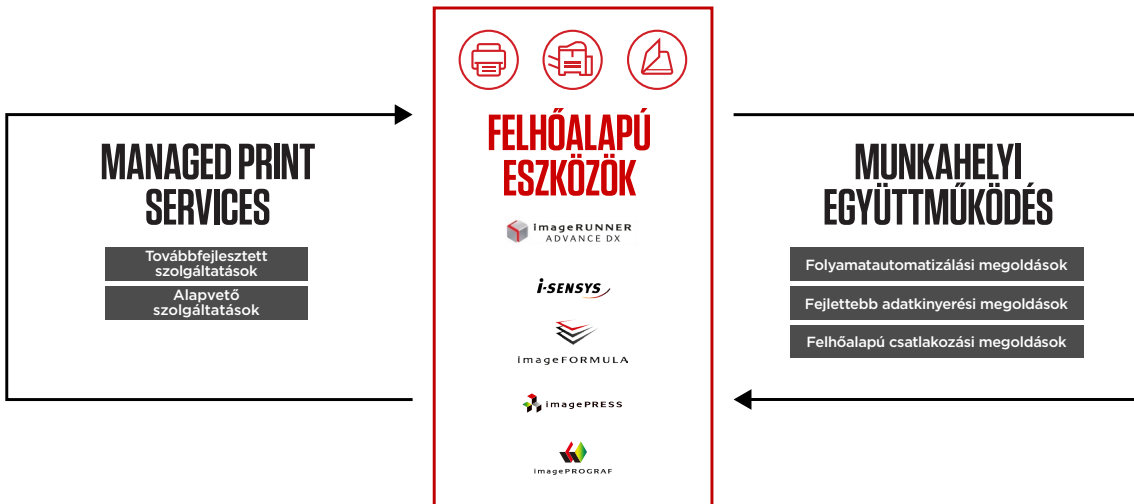 MANAGED PRINT
SERVICES
Továbbfejlesztett
szolgáltatások
Alapvető
szolgáltatások
FELHŐALAPÚ
ESZKÖZÖK
imageRUNNER
ADVANCE DX
i-SENSYS
imageFORMULA
imagePRESS
imagePROGRAF
MUNKAHELYI
EGYÜTTMŰKÖDÉS
Folyamatautomatizálási megoldások
Fejlettebb adatkinyerési megoldások
Felhőalapú csatlakozási megoldások